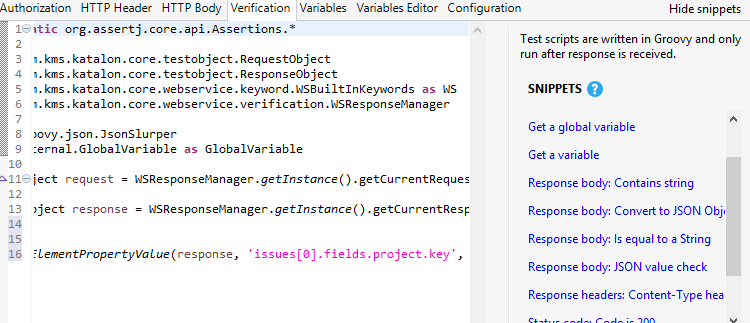 Authorization HTTP Header HTTP Body Verification Variables Variables Editor Configuration Hide snippets
1 tic org.assertj.core.api.Assertions.*
2
3 m.kms.katalon.core.testobject.RequestObject
4 m.kms.katalon.core.testobject.ResponseObject
5 m.kms.katalon.core.webservice.keyword.WSBuiltInKeywords as WS
6 m.kms.katalon.core.webservice.verification.WSResponseManager
7
8 oovy.json.JsonSlurper
9 ternal.GlobalVariable as GlobalVariable
10
11 ject request = WSResponseManager.getInstance().getCurrentReques
12
13 bject response = WSResponseManager.getInstance().getCurrentResp
14
15
16 ElementPropertyValue(response, 'issues[0].fields.project.key',
Test scripts are written in Groovy and only
run after response is received.
SNIPPETS ?
Get a global variable
Get a variable
Response body: Contains string
Response body: Convert to JSON Obje
Response body: Is equal to a String
Response body: JSON value check
Response headers: Content-Type hea
Status code: Code is 200